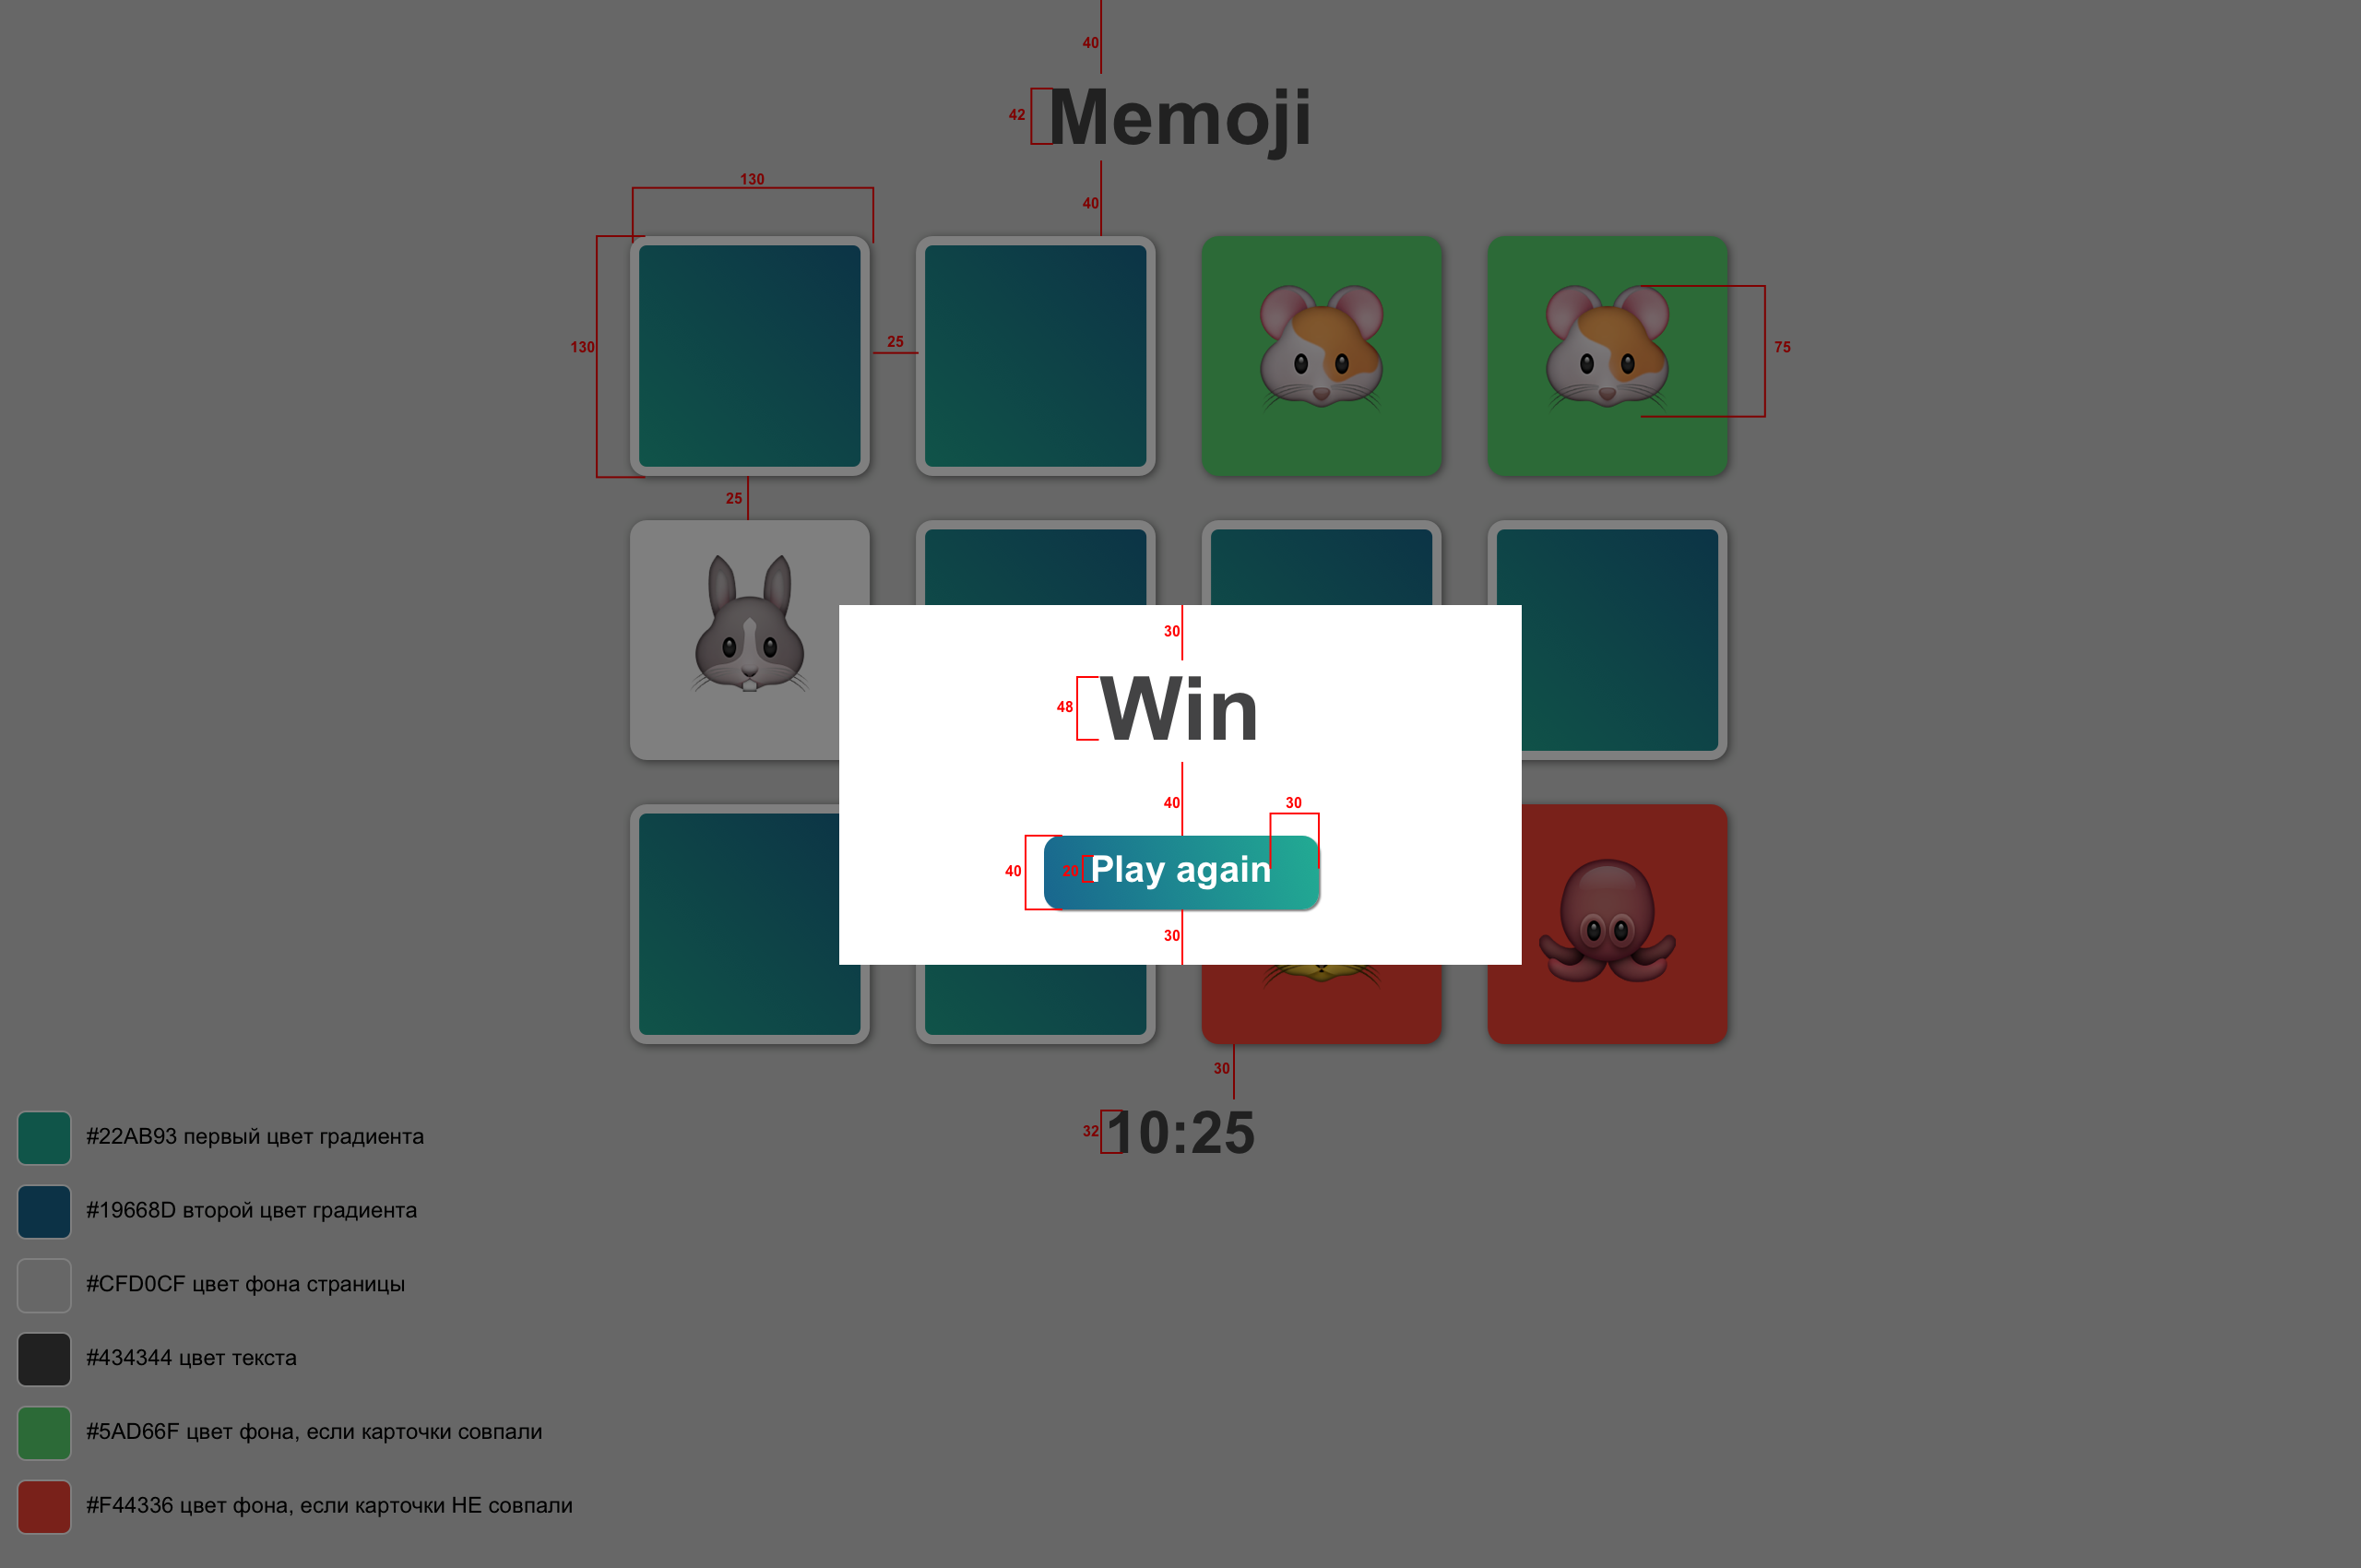 40
42
Memoji
130
40
130
25
75
25
30
48
Win
40
30
40
20
Play again
30
30
32
10:25
#22AB93 первый цвет градиента
#19668D второй цвет градиента
#CFD0CF цвет фона страницы
#434344 цвет текста
#5AD66F цвет фона, если карточки совпали
#F44336 цвет фона, если карточки НЕ совпали